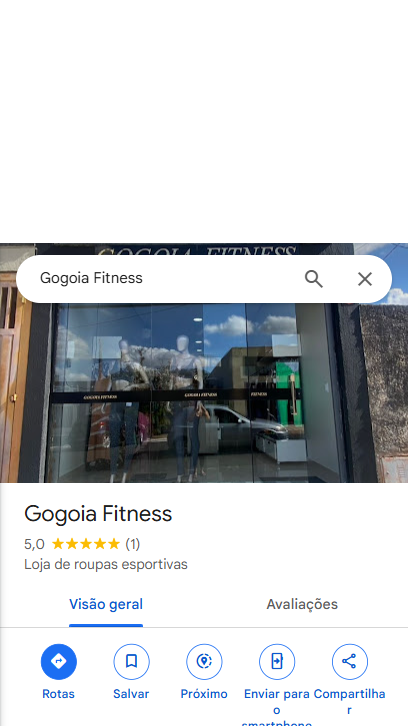 GOGOIA FITNESS
Gogoia Fitness
GOGOIA FITNESS
GOGOIA FITNESS
FITNESS
Gogoia Fitness
5,0 (1)
Loja de roupas esportivas
Visão geral
Avaliações
Rotas
Salvar
Próximo
Enviar para
o
smartphone
Compartilha
r